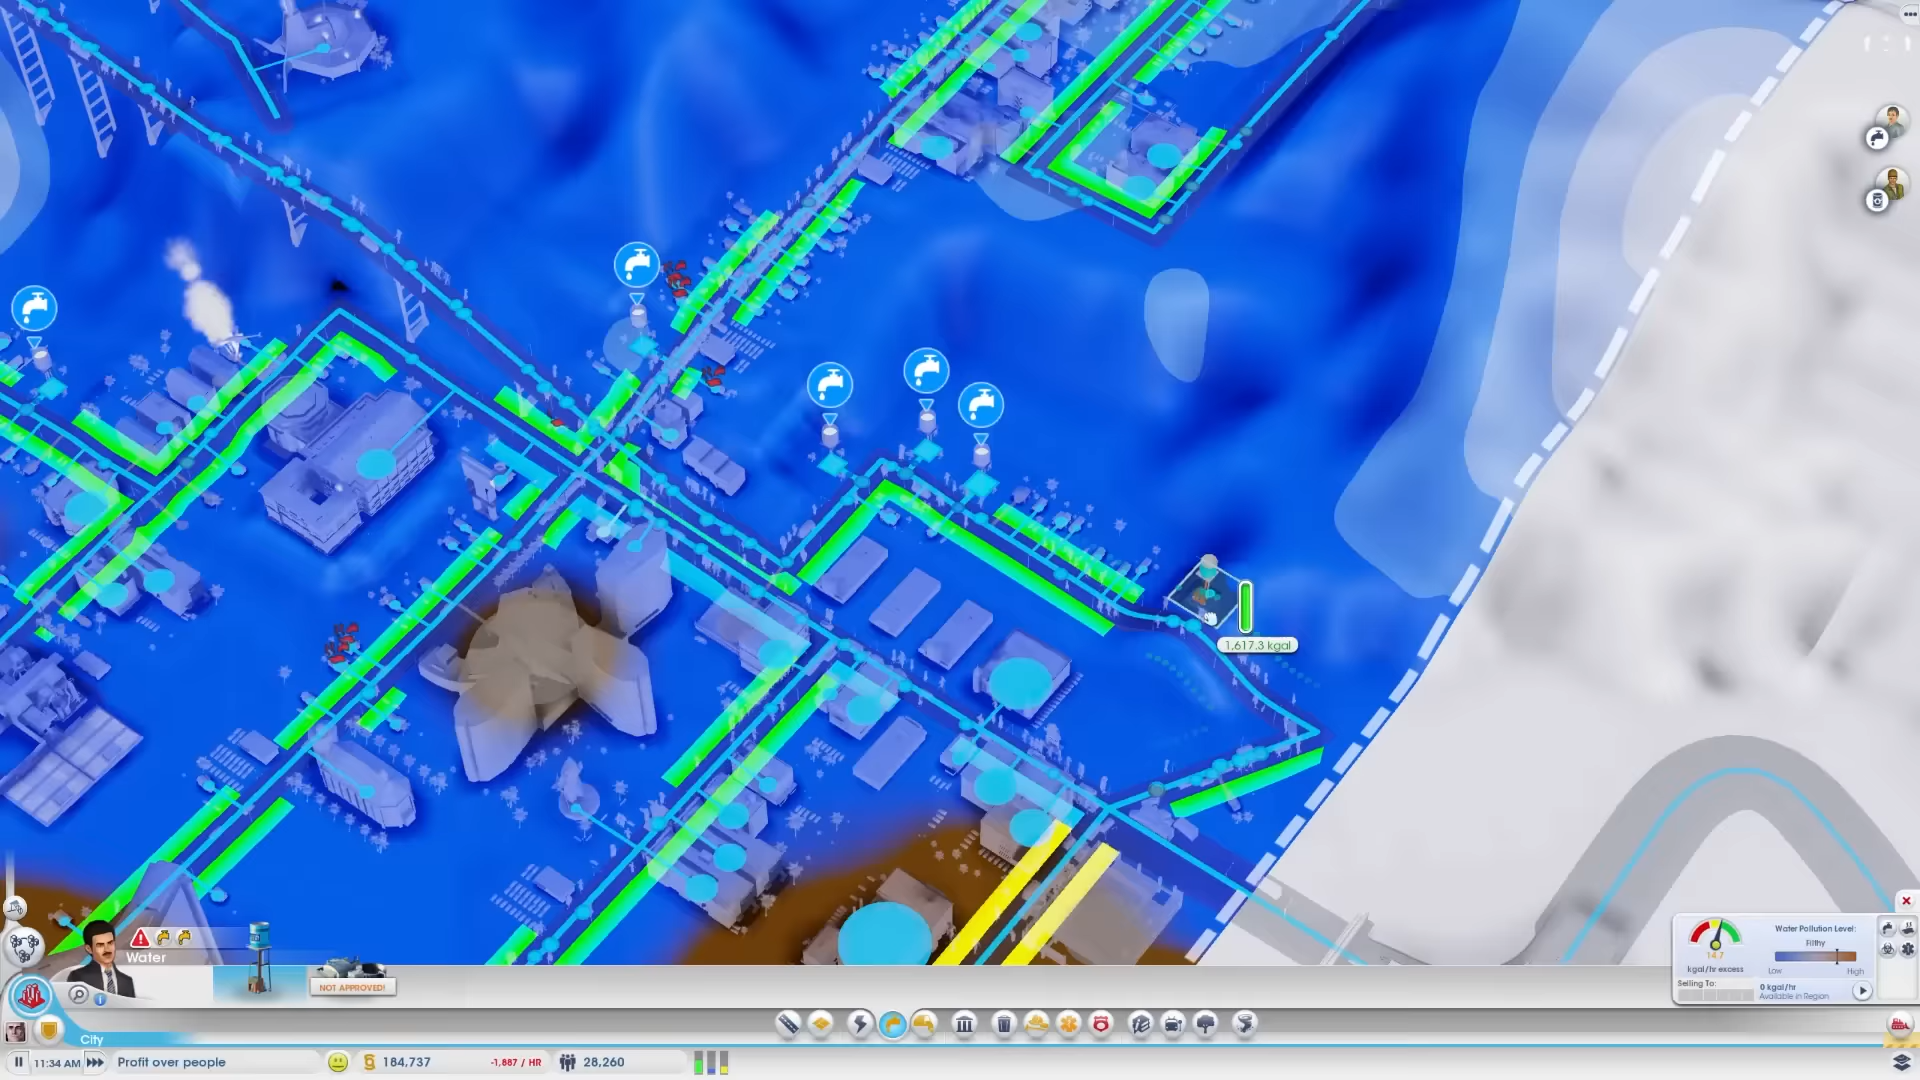 1,617.3 kgal
Water
NOT APPROVED!
City
Water Pollution Level:
Filthy
Low
High
14.7
kgal/hr excess
Selling To:
0 kgal/hr
Available in Region
11:34 AM
Profit over people
184,737
-1,887 / HR
28,260